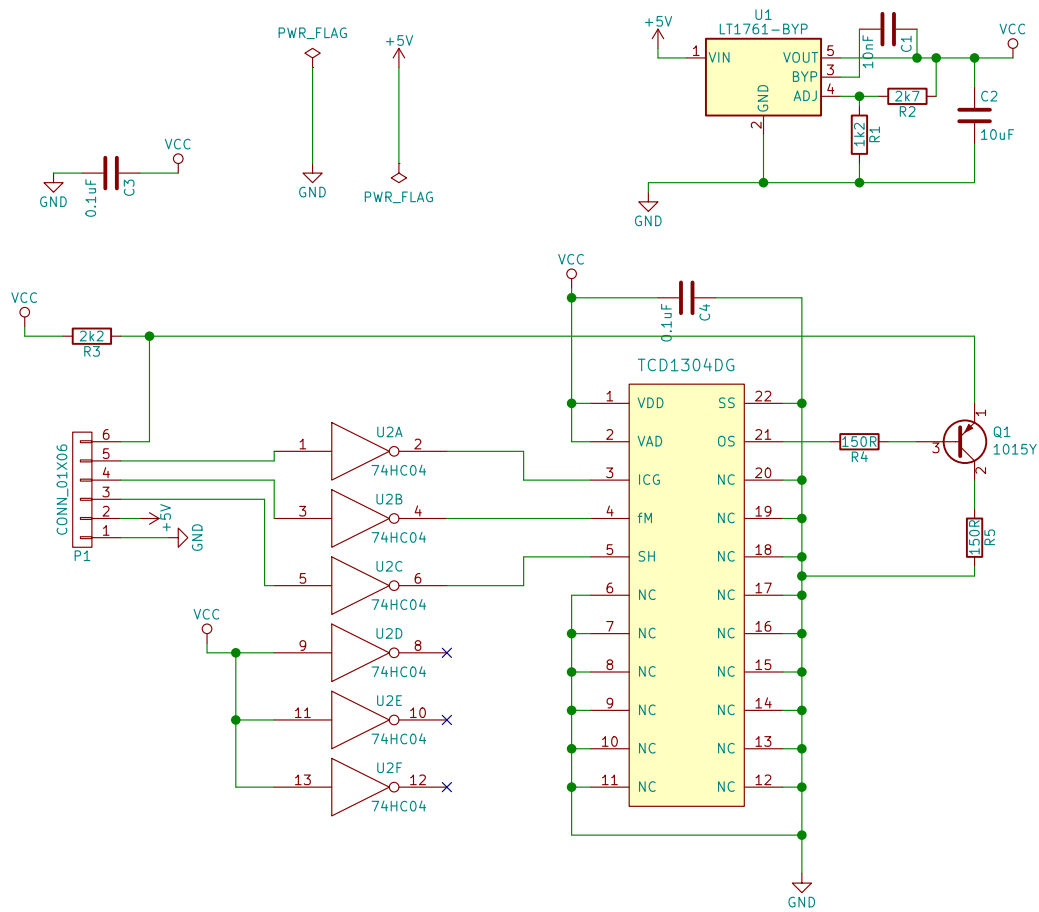 PWR_FLAG
+5V
PWR_FLAG
GND
VCC
GND
0.1uF
C3
+5V
U1
LT1761-BYP
1
VIN
VOUT
5
BYP
3
ADJ
4
GND
2
10nF
C1
VCC
2k7
R2
1k2
R1
C2
10uF
GND
VCC
2k2
R3
VCC
0.1uF
C4
CONN_01X06
6
5
4
3
2
1
P1
+5V
GND
1
U2A
2
74HC04
3
U2B
4
74HC04
5
U2C
6
74HC04
VCC
9
U2D
8
74HC04
11
U2E
10
74HC04
13
U2F
12
74HC04
TCD1304DG
1 VDD SS 22
2 VAD OS 21
3 ICG NC 20
4 fM NC 19
5 SH NC 18
6 NC NC 17
7 NC NC 16
8 NC NC 15
9 NC NC 14
10 NC NC 13
11 NC NC 12
150R
R4
3
1
2
Q1
1015Y
150R
R5
GND